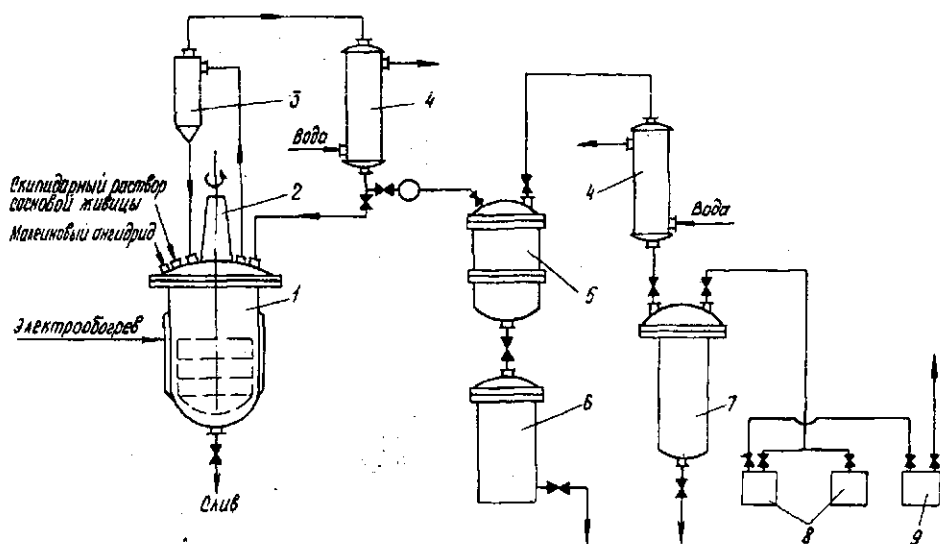 3
4
Вода
Скипидарный раствор
сосновой живицы
Малеиновый ангидрид
2
1
Электрообогрев
Слив
5
6
4
Вода
7
8
9